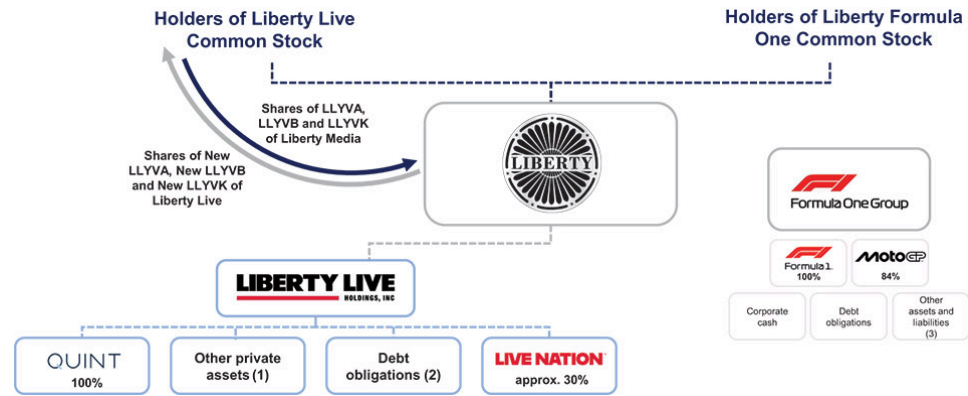 Holders of Liberty Live
Common Stock
Holders of Liberty Formula
One Common Stock
Shares of LLYVA,
LLYVB and LLYVK
of Liberty Media
Shares of New
LLYVA, New LLYVB
and New LLYVK of
Liberty Live
LIBERTY
Formula One Group
Formula 1
100%
MotoGP
84%
Corporate
cash
Debt
obligations
Other
assets and
liabilities
(3)
LIBERTY LIVE
HOLDINGS, INC
QUINT
100%
Other private
assets (1)
Debt
obligations (2)
LIVE NATION
approx. 30%